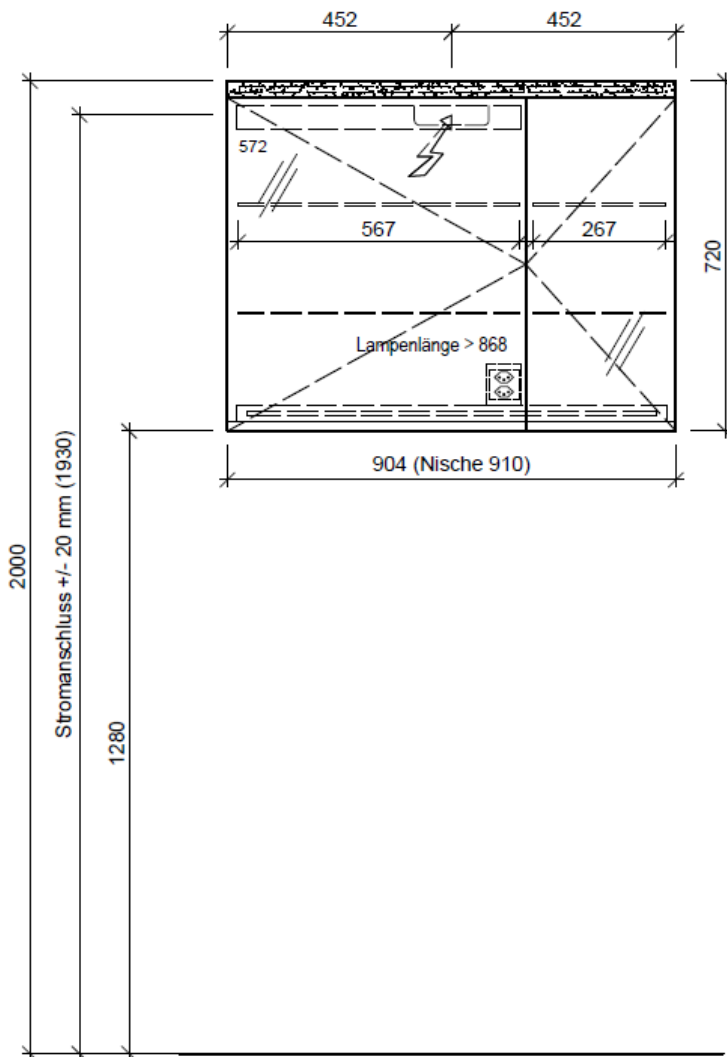 452
452
572
567
267
720
Lampenlänge > 868
904 (Nische 910)
2000
Stromanschluss +/- 20 mm (1930)
1280